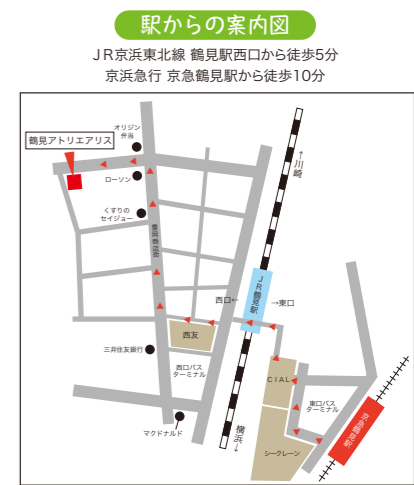 駅からの案内図
JR京浜東北線 鶴見駅西口から徒歩5分
京浜急行 京急鶴見駅から徒歩10分
オリジン
弁当
鶴見アトリエアリス
ローソン
くすりの
セイジョー
豊岡商店街
←川崎
JR鶴見駅
西口←
→東口
西友
三井住友銀行
西口バス
ターミナル
CIAL
東口バス
ターミナル
京急鶴見駅
マクドナルド
横浜→
シークレーン